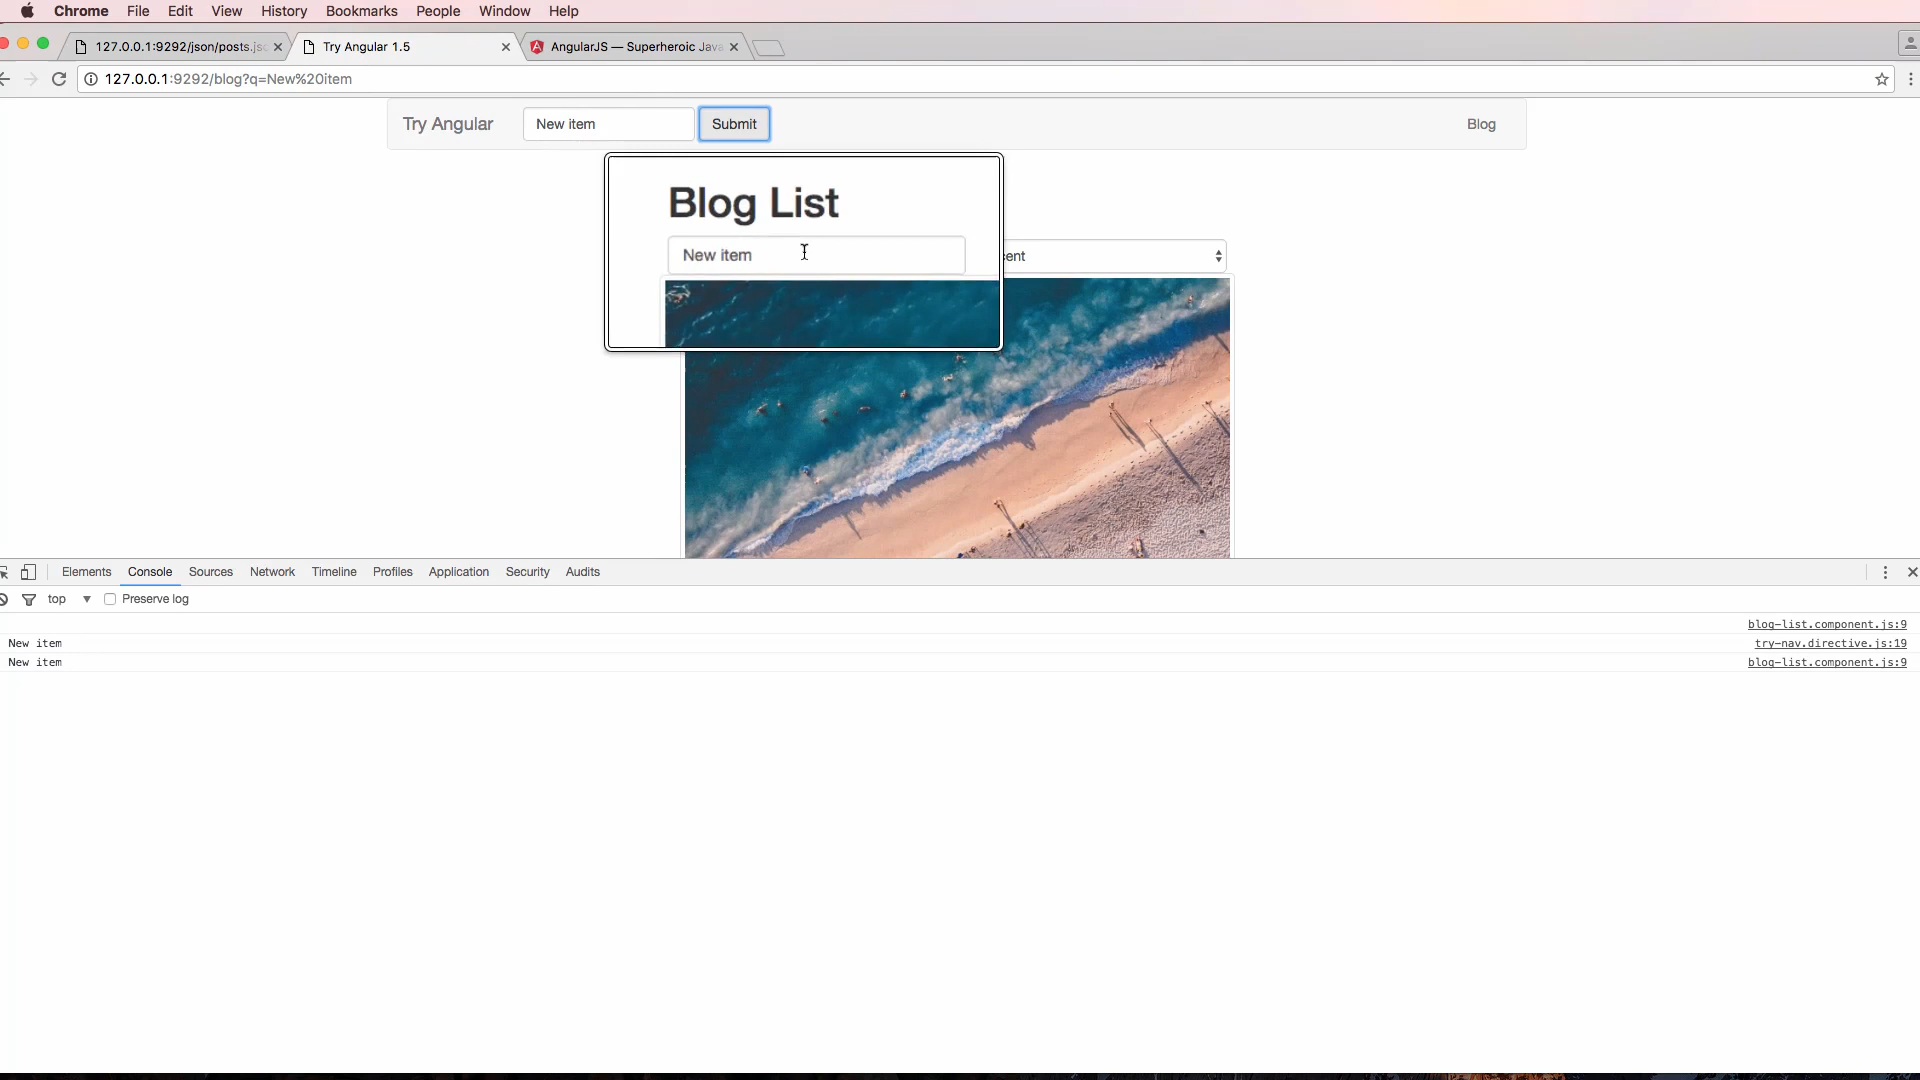 Chrome File Edit View History Bookmarks People Window Help
127.0.0.1:9292/json/posts.js Try Angular 1.5 AngularJS — Superheroic Java
127.0.0.1:9292/blog?q=New%20item
Try Angular New item Submit Blog
Blog List
New item cent
Elements Console Sources Network Timeline Profiles Application Security Audits
top Preserve log
blog-list.component.js:9
New item try-nav.directive.js:19
New item blog-list.component.js:9